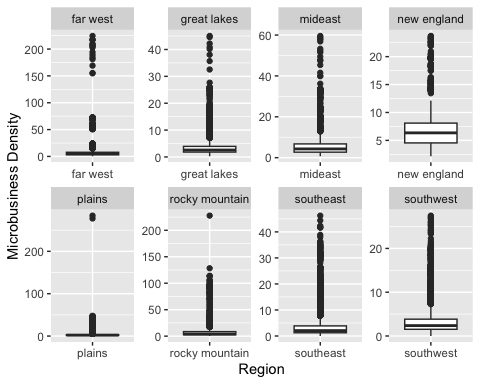 far west great lakes mideast new england
200 150 100 50 0
40 30 20 10 0
60 40 20 0
20 15 10 5
far west great lakes mideast new england
Microbusiness Density
plains rocky mountain southeast southwest
200 100 0
200 150 100 50 0
40 30 20 10 0
20 10 0
plains rocky mountain southeast southwest
Region